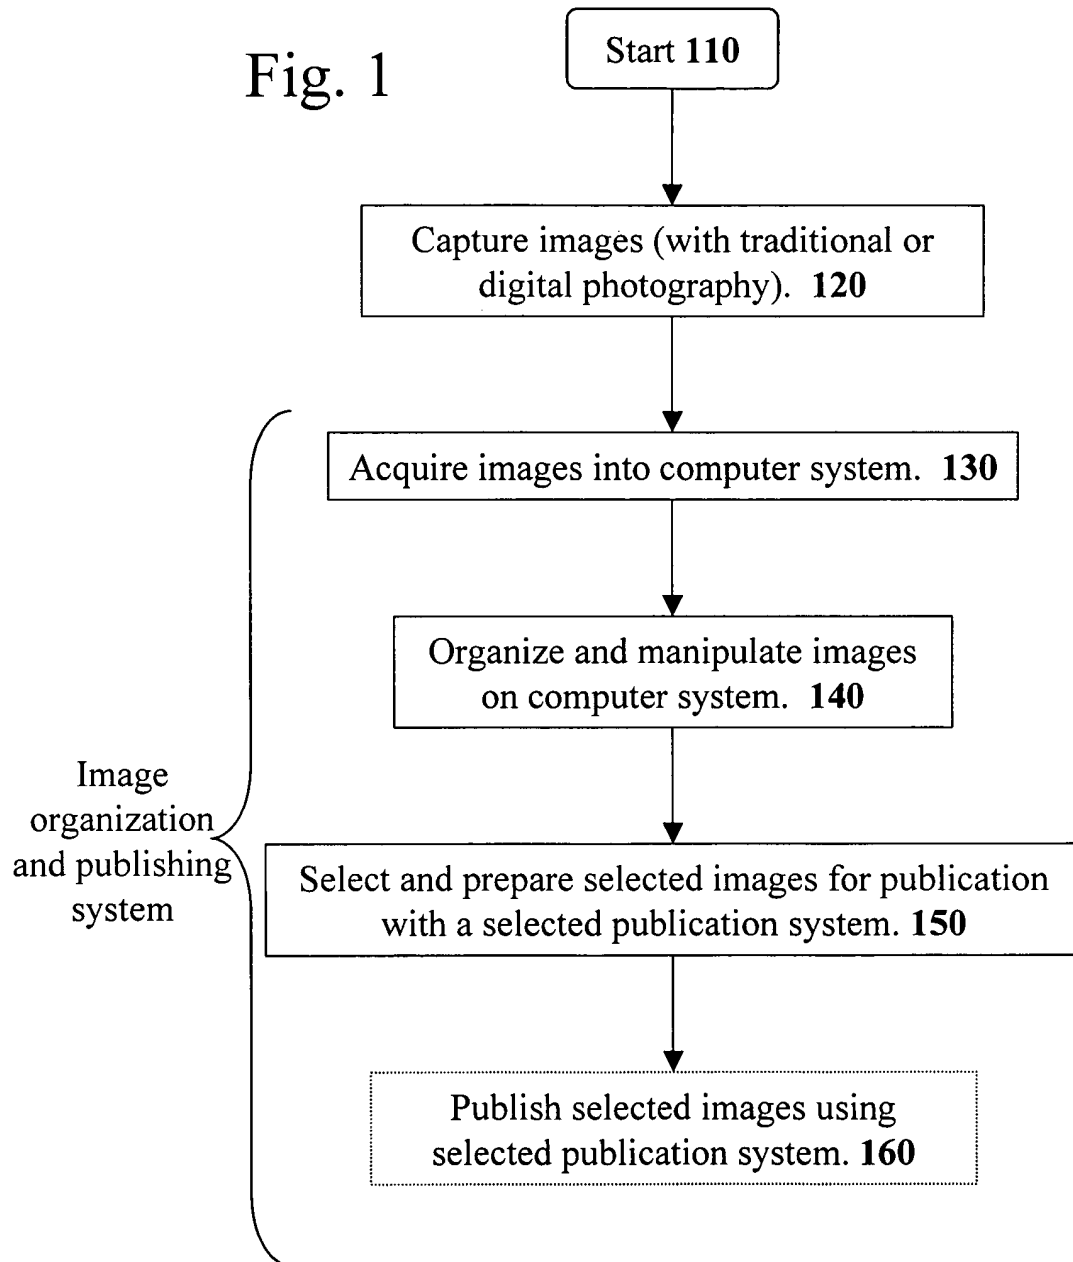 Fig. 1
Start 110
Capture images (with traditional or
digital photography). 120
Acquire images into computer system. 130
Organize and manipulate images
on computer system. 140
Image
organization
and publishing
system
Select and prepare selected images for publication
with a selected publication system. 150
Publish selected images using
selected publication system. 160